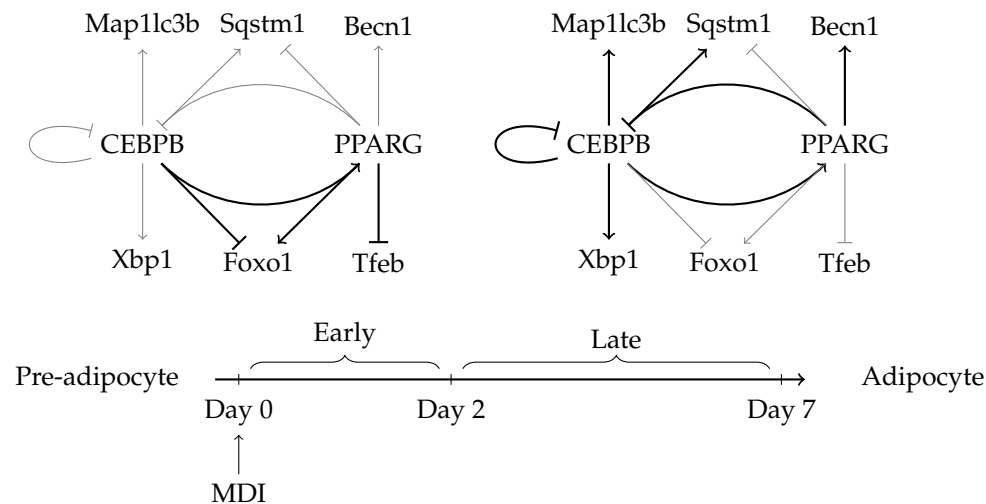 Map1lc3b Sqstm1 Becn1 Map1lc3b Sqstm1 Becn1
CEBPB PPARG CEBPB PPARG
Xbp1 Foxo1 Tfeb Xbp1 Foxo1 Tfeb
Early Late
Pre-adipocyte Adipocyte
Day 0 Day 2 Day 7
MDI